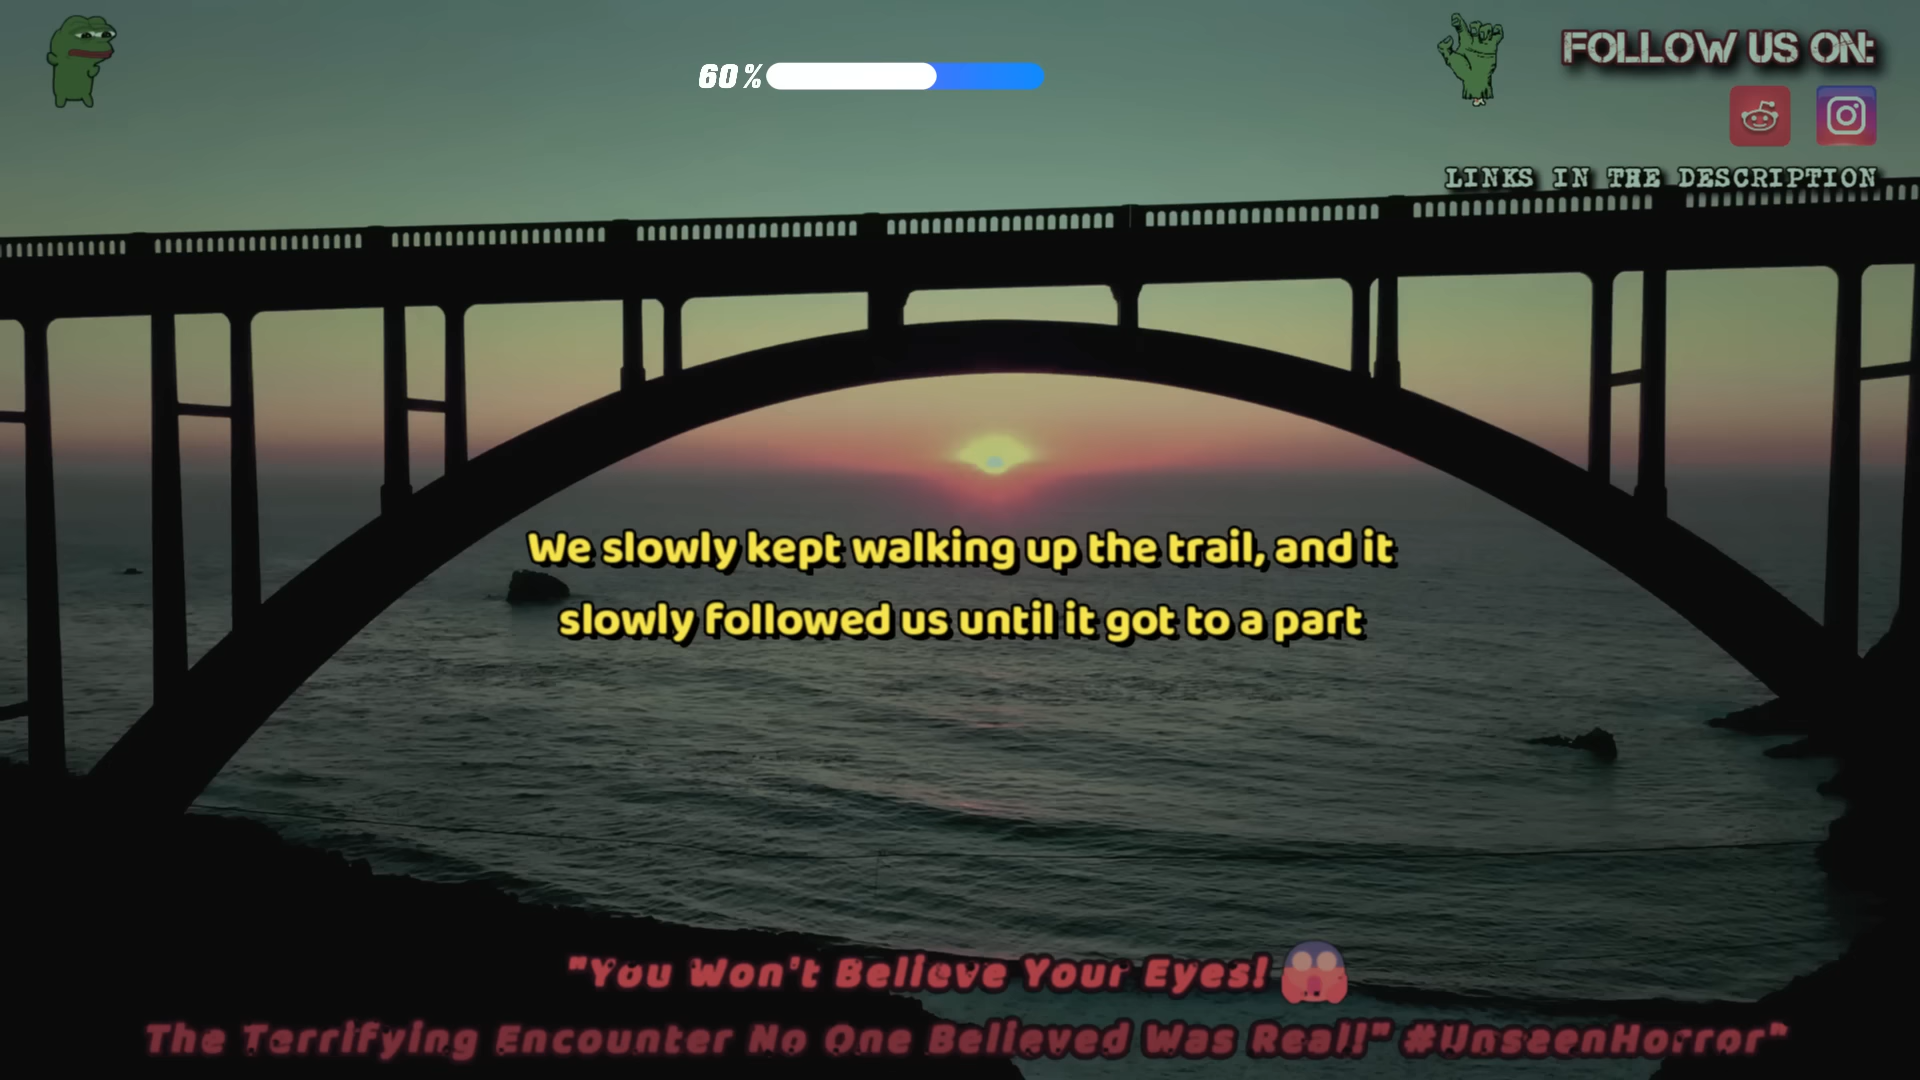 60%
FOLLOW US ON:
LINKS IN THE DESCRIPTION
We slowly kept walking up the trail, and it
slowly followed us until it got to a part
"You Won't Believe Your Eyes! 😱
The Terrifying Encounter No One Believed Was Real!" #UnseenHorror"